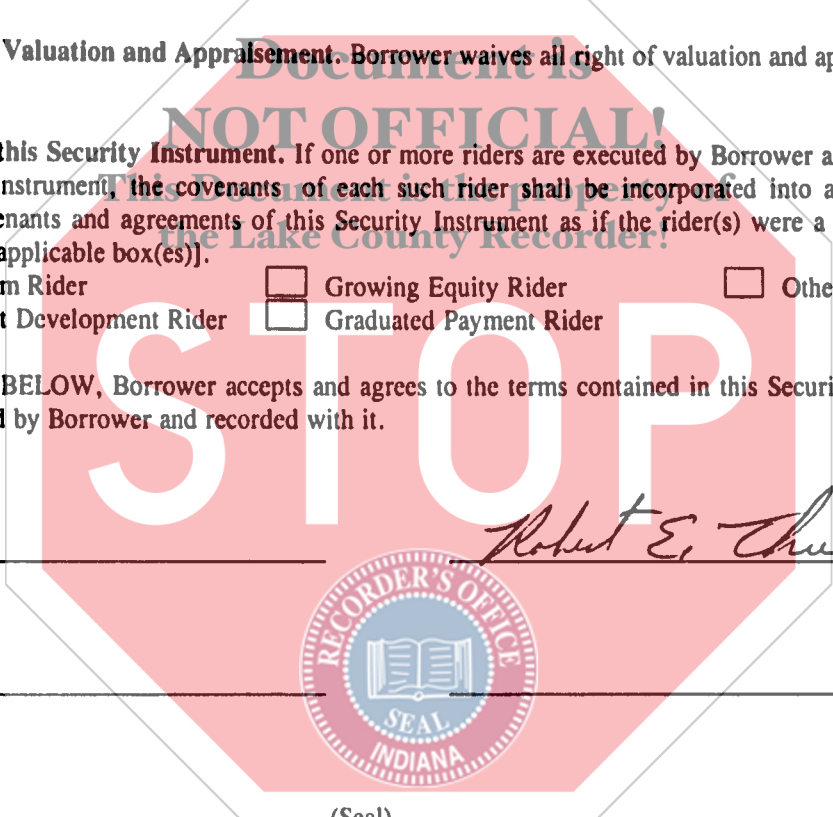 Document is
Valuation and Appraisement. Borrower waives all right of valuation and ap
NOT OFFICIAL!
this Security Instrument. If one or more riders are executed by Borrower a
This Document is the property of
nstrument, the covenants of each such rider shall be incorporated into a
enants and agreements of this Security Instrument as if the rider(s) were a
the Lake County Recorder!
applicable box(es)].
m Rider Growing Equity Rider Othe
t Development Rider Graduated Payment Rider
BELOW, Borrower accepts and agrees to the terms contained in this Securi
d by Borrower and recorded with it.
STOP
Robert E.
RECORDER'S OFFICE
SEAL
INDIANA
(Seal)